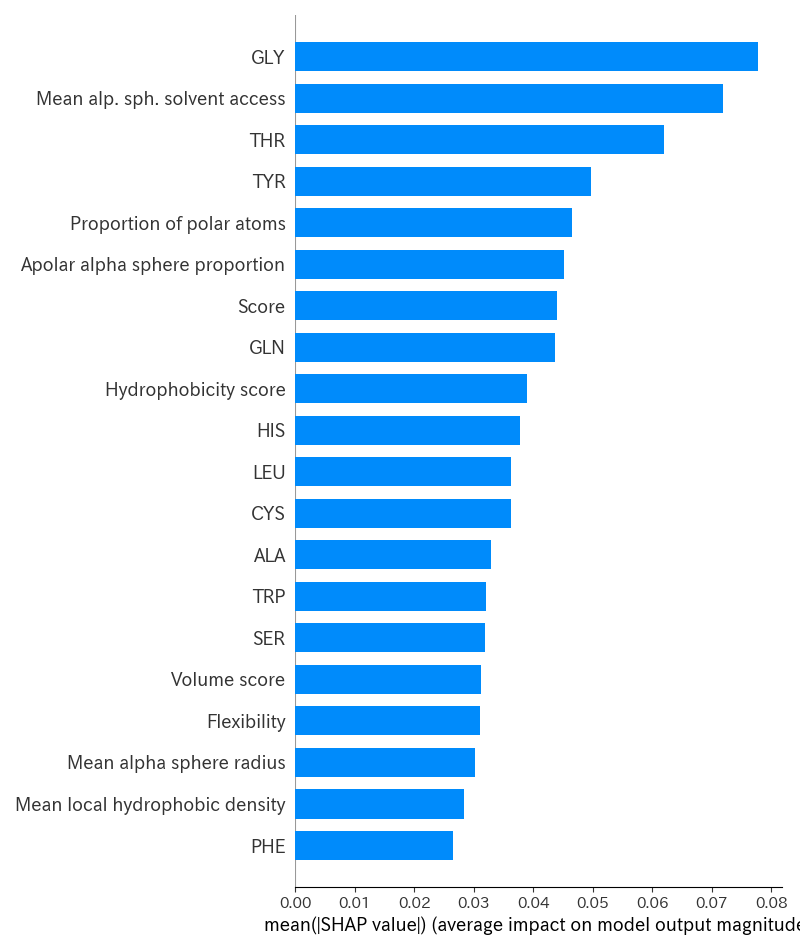 GLY
Mean alp. sph. solvent access
THR
TYR
Proportion of polar atoms
Apolar alpha sphere proportion
Score
GLN
Hydrophobicity score
HIS
LEU
CYS
ALA
TRP
SER
Volume score
Flexibility
Mean alpha sphere radius
Mean local hydrophobic density
PHE
0.00 0.01 0.02 0.03 0.04 0.05 0.06 0.07 0.08
mean(|SHAP value|) (average impact on model output magnitude